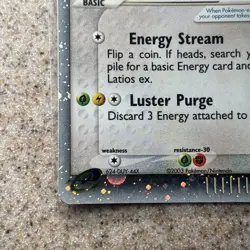 BASIC
When Pokémon-e
your opponent takes
Energy Stream
Flip a coin. If heads, search y
pile for a basic Energy card and
Latios ex.
Luster Purge
Discard 3 Energy attached to
weakness
resistance-30
©2003 Pokémon/Nintendo